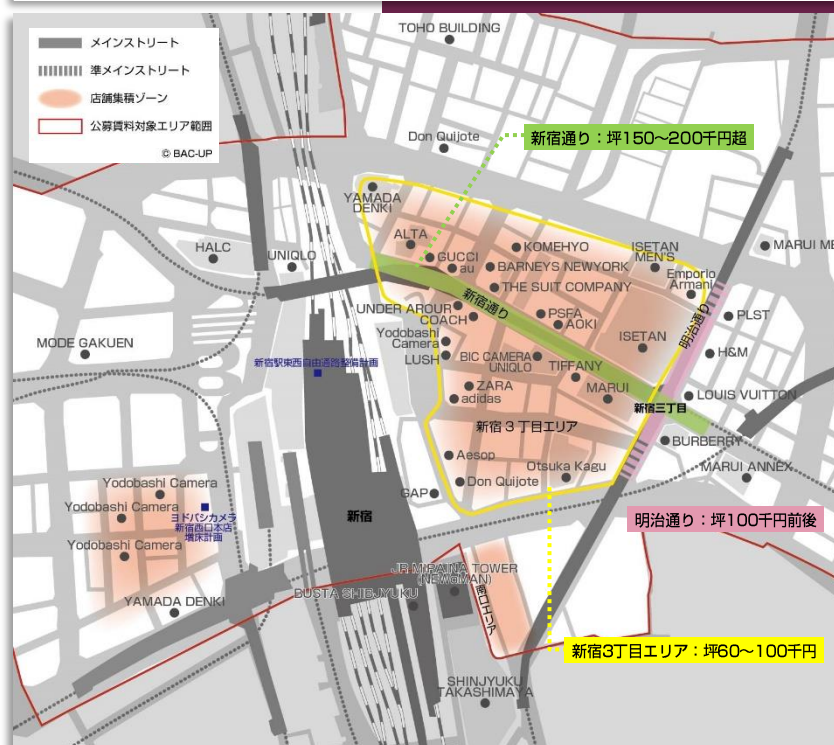 メインストリート
準メインストリート
店舗集積ゾーン
公募賃料対象エリア範囲
© BAC-UP
TOHO BUILDING
Don Quijote
新宿通り：坪150～200千円超
YAMADA
DENKI
ALTA
GUCCI
au
KOMEHYO
BARNEYS NEWYORK
THE SUIT COMPANY
ISETAN
MEN'S
Emporio
Armani
MARUI ME
HALC
UNIQLO
新宿通り
明治通り
UNDER AROUR
COACH
Yodobashi
Camera
LUSH
PSFA
AOKI
ISETAN
PLST
H&M
MODE GAKUEN
新宿駅東西自由通路整備計画
BIC CAMERA
UNIQLO
TIFFANY
MARUI
ZARA
adidas
LOUIS VUITTON
新宿三丁目
新宿３丁目エリア
BURBERRY
MARUI ANNEX
Aesop
Otsuka Kagu
Don Quijote
GAP
Yodobashi Camera
Yodobashi Camera
Yodobashi Camera
ヨドバシカメラ
新宿西口本店
増床計画
YAMADA DENKI
新宿
明治通り：坪100千円前後
JR MIRAINA TOWER
(NEWoMAN)
BUSTA SHIBJYUKU
南口エリア
新宿3丁目エリア：坪60～100千円
SHINJYUKU
TAKASHIMAYA